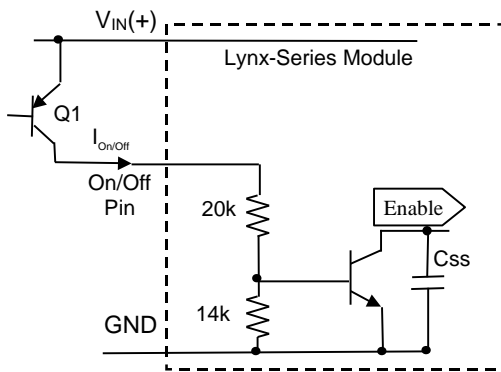 VIN(+)
Lynx-Series Module
Q1
IOn/Off
On/Off
Pin
20k
Enable
Css
14k
GND